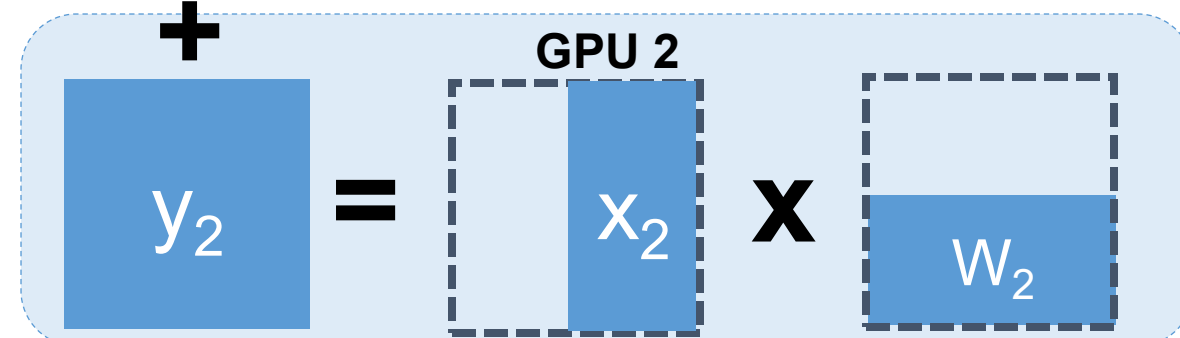 +
GPU 2
y₂ = x₂ x W₂